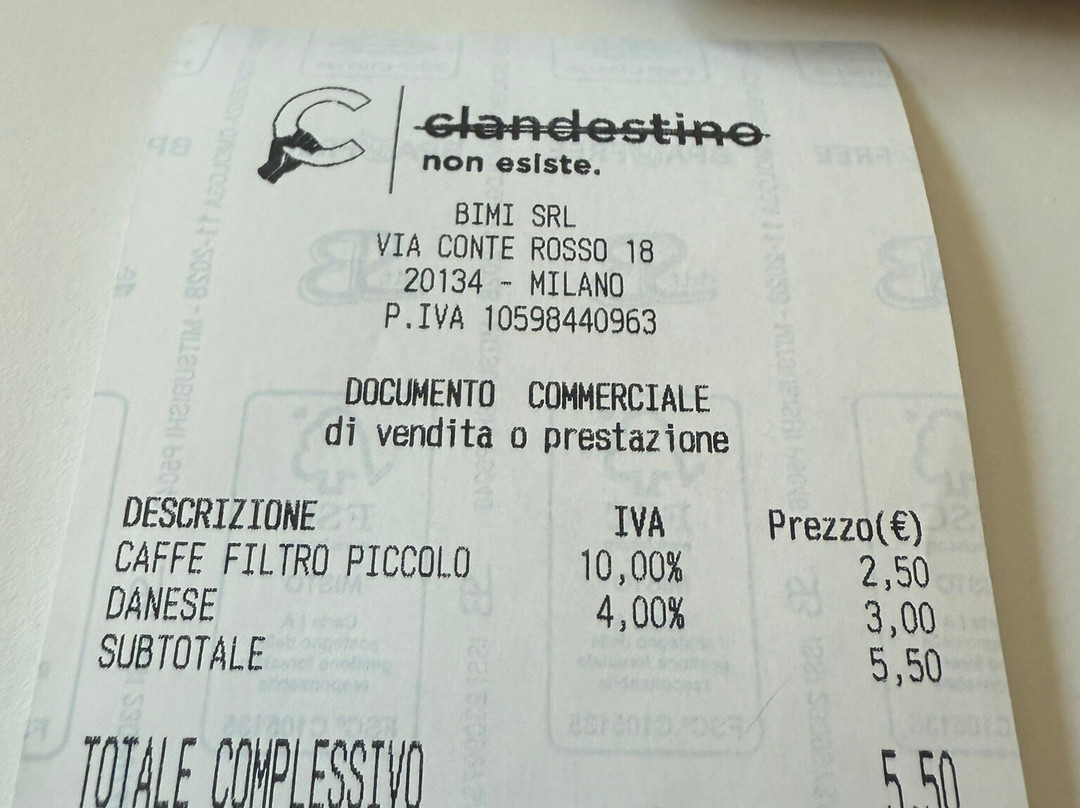 clandestino
non esiste.
BIMI SRL
VIA CONTE ROSSO 18
20134 - MILANO
P.IVA 10598440963
DOCUMENTO COMMERCIALE
di vendita o prestazione
DESCRIZIONE IVA Prezzo(€)
CAFFE FILTRO PICCOLO 10,00% 2,50
DANESE 4,00% 3,00
SUBTOTALE 5,50
TOTALE COMPLESSIVO 5,50